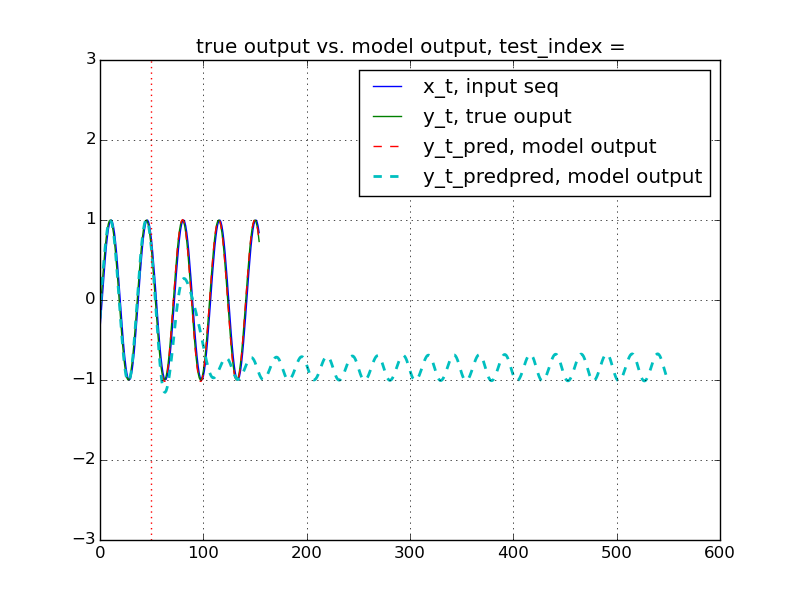 true output vs. model output, test_index =
x_t, input seq
y_t, true ouput
y_t_pred, model output
y_t_predpred, model output
3
2
1
0
−1
−2
−3
0 100 200 300 400 500 600